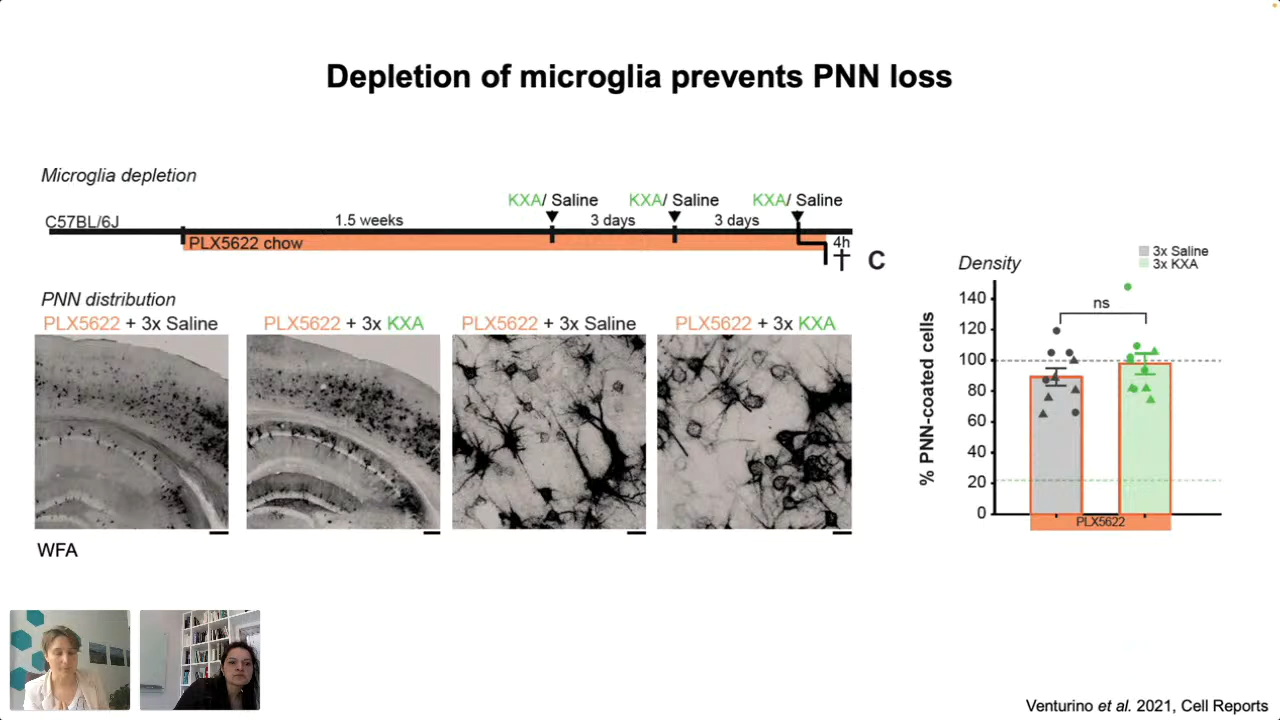 Depletion of microglia prevents PNN loss
Microglia depletion
KXA/ Saline KXA/ Saline KXA/ Saline
C57BL/6J 1.5 weeks 3 days 3 days
PLX5622 chow 4h
PNN distribution
PLX5622 + 3x Saline PLX5622 + 3x KXA PLX5622 + 3x Saline PLX5622 + 3x KXA
WFA
C
Density
3x Saline
3x KXA
ns
% PNN-coated cells
140
120
100
80
60
40
20
0
PLX5622
Venturino et al. 2021, Cell Reports